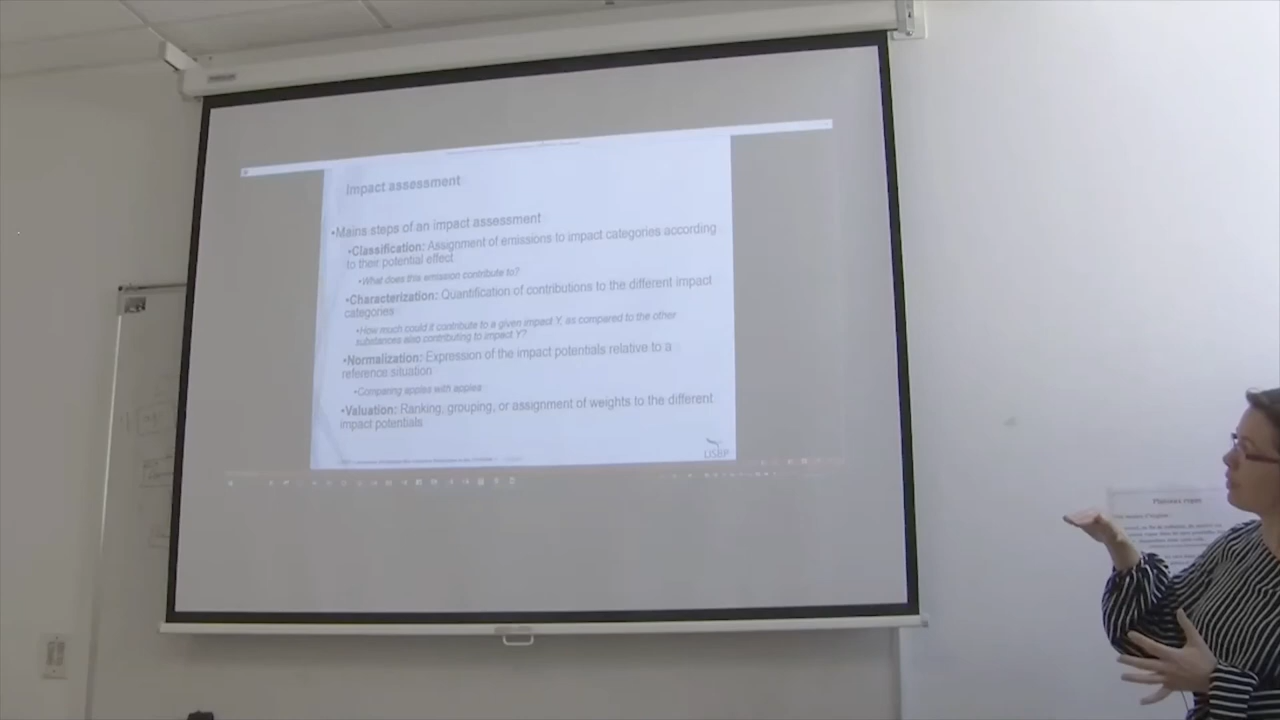 Impact assessment
•Mains steps of an impact assessment
•Classification: Assignment of emissions to impact categories according
to their potential effect
•What does this emission contribute to?
•Characterization: Quantification of contributions to the different impact
categories
•How much could it contribute to a given impact Y, as compared to the other
substances also contributing to impact Y?
•Normalization: Expression of the impact potentials relative to a
reference situation
•Comparing apples with apples
•Valuation: Ranking, grouping, or assignment of weights to the different
impact potentials
LISBP
Plateaux repas